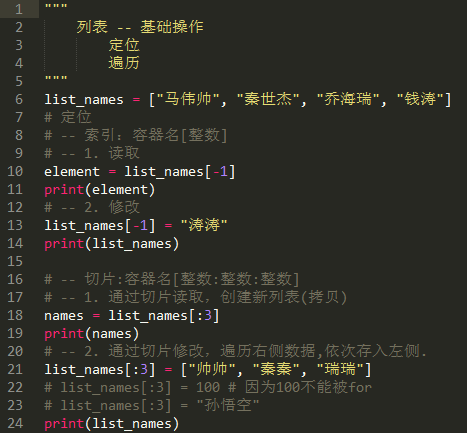 1 """
2     列表 -- 基础操作
3         定位
4         遍历
5 """
6 list_names = ["马伟帅", "秦世杰", "乔海瑞", "钱涛"]
7 # 定位
8 # -- 索引: 容器名[整数]
9 # -- 1. 读取
10 element = list_names[-1]
11 print(element)
12 # -- 2. 修改
13 list_names[-1] = "涛涛"
14 print(list_names)
15
16 # -- 切片:容器名[整数:整数:整数]
17 # -- 1. 通过切片读取，创建新列表(拷贝)
18 names = list_names[:3]
19 print(names)
20 # -- 2. 通过切片修改，遍历右侧数据,依次存入左侧.
21 list_names[:3] = ["帅帅", "秦秦", "瑞瑞"]
22 # list_names[:3] = 100 # 因为100不能被for
23 # list_names[:3] = "孙悟空"
24 print(list_names)